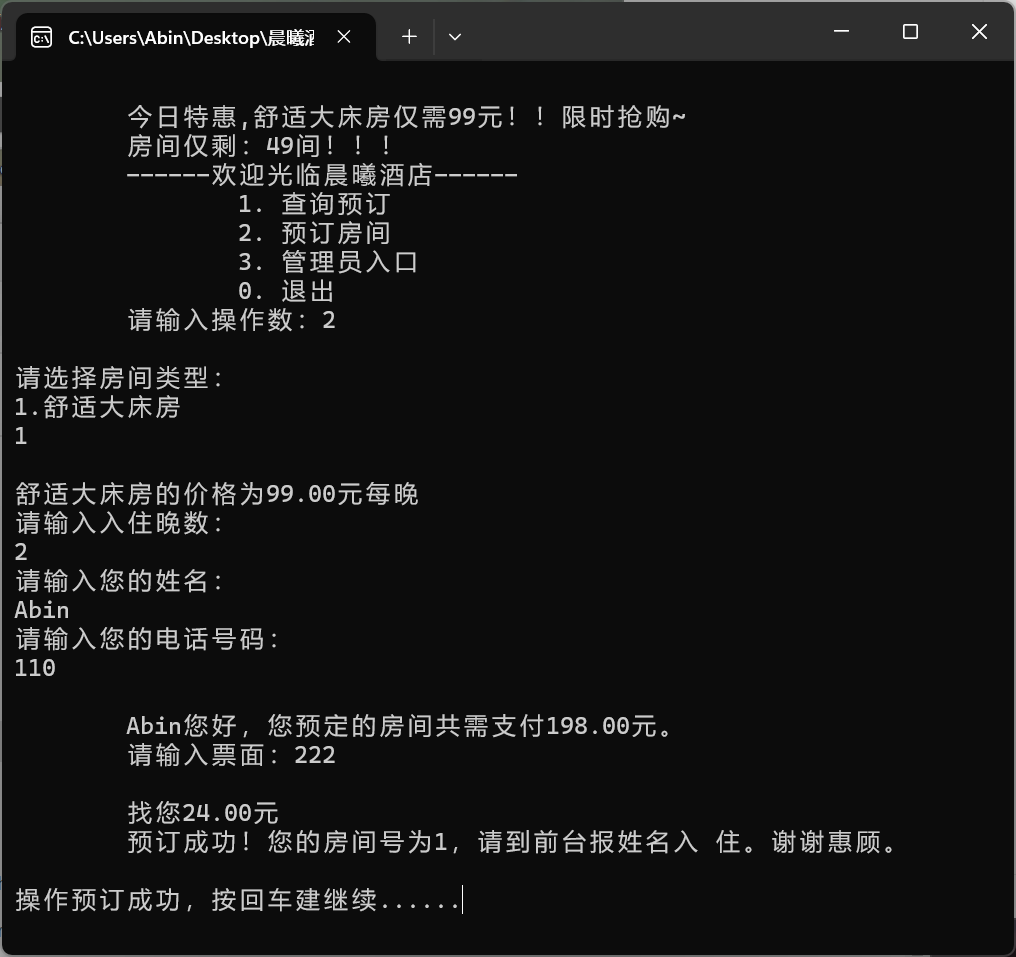 C:\Users\Abin\Desktop\晨曦酒
今日特惠,舒适大床房仅需99元！！限时抢购~
房间仅剩：49间！！！
------欢迎光临晨曦酒店------
1. 查询预订
2. 预订房间
3. 管理员入口
0. 退出
请输入操作数：2
请选择房间类型：
1.舒适大床房
1
舒适大床房的价格为99.00元每晚
请输入入住晚数：
2
请输入您的姓名：
Abin
请输入您的电话号码：
110
Abin您好，您预定的房间共需支付198.00元。
请输入票面：222
找您24.00元
预订成功！您的房间号为1，请到前台报姓名入 住。谢谢惠顾。
操作预订成功，按回车建继续......